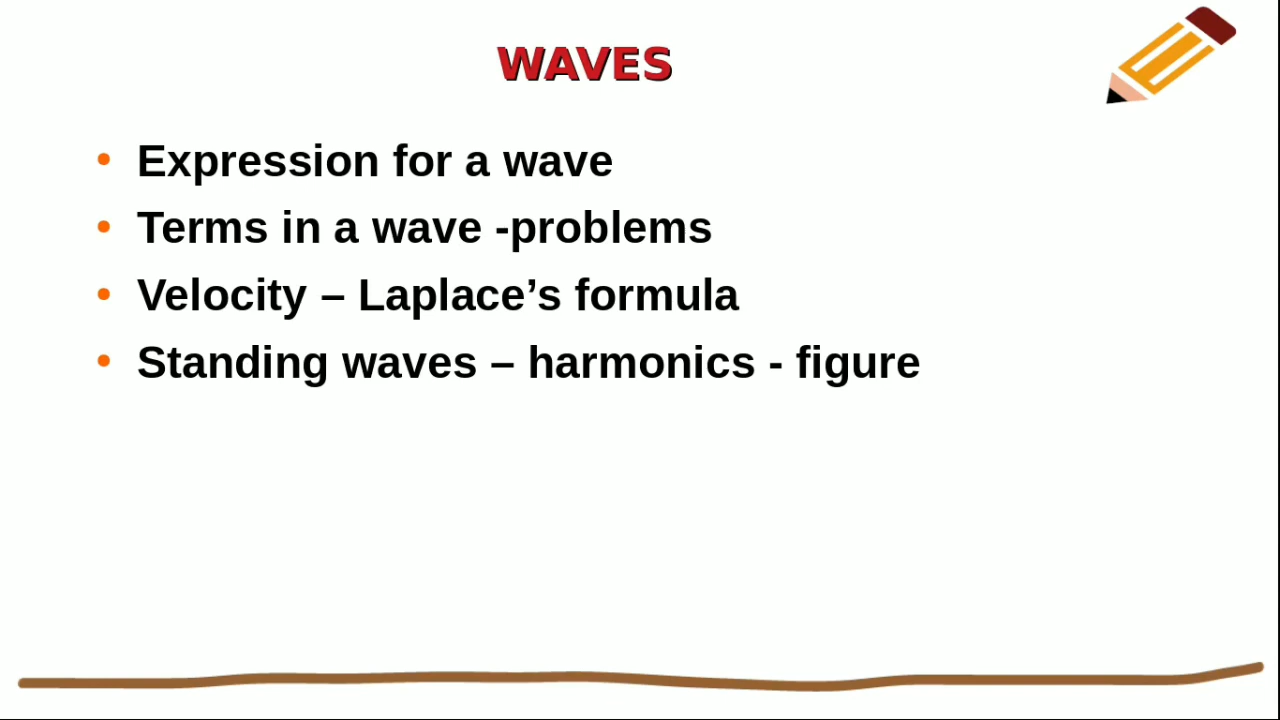 WAVES
• Expression for a wave
• Terms in a wave -problems
• Velocity – Laplace’s formula
• Standing waves – harmonics - figure